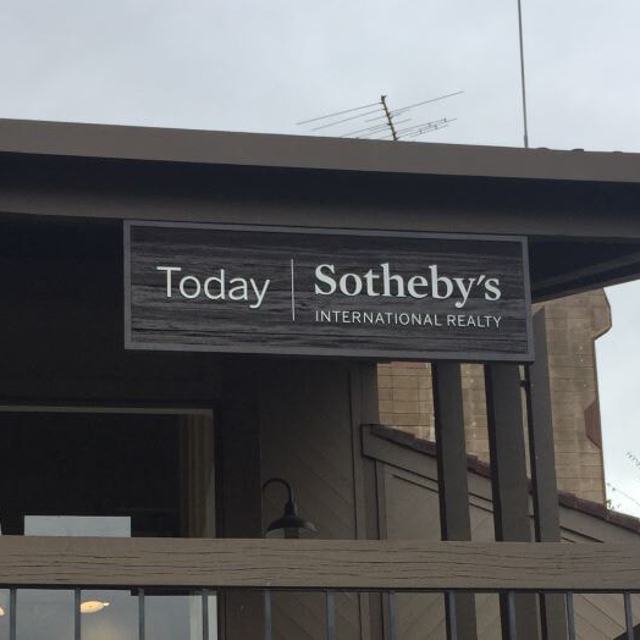 Today | Sotheby's
INTERNATIONAL REALTY